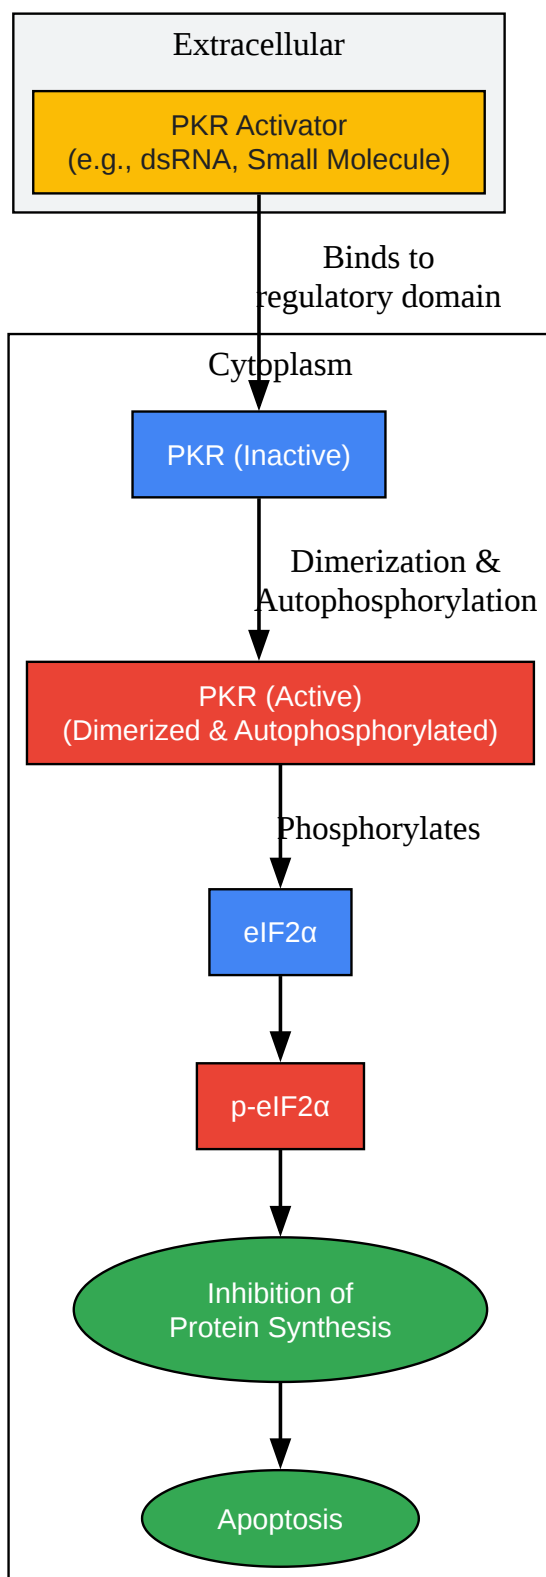 Extracellular
PKR Activator
(e.g., dsRNA, Small Molecule)
Binds to
regulatory domain
Cytoplasm
PKR (Inactive)
Dimerization &
Autophosphorylation
PKR (Active)
(Dimerized & Autophosphorylated)
Phosphorylates
eIF2α
p-eIF2α
Inhibition of
Protein Synthesis
Apoptosis